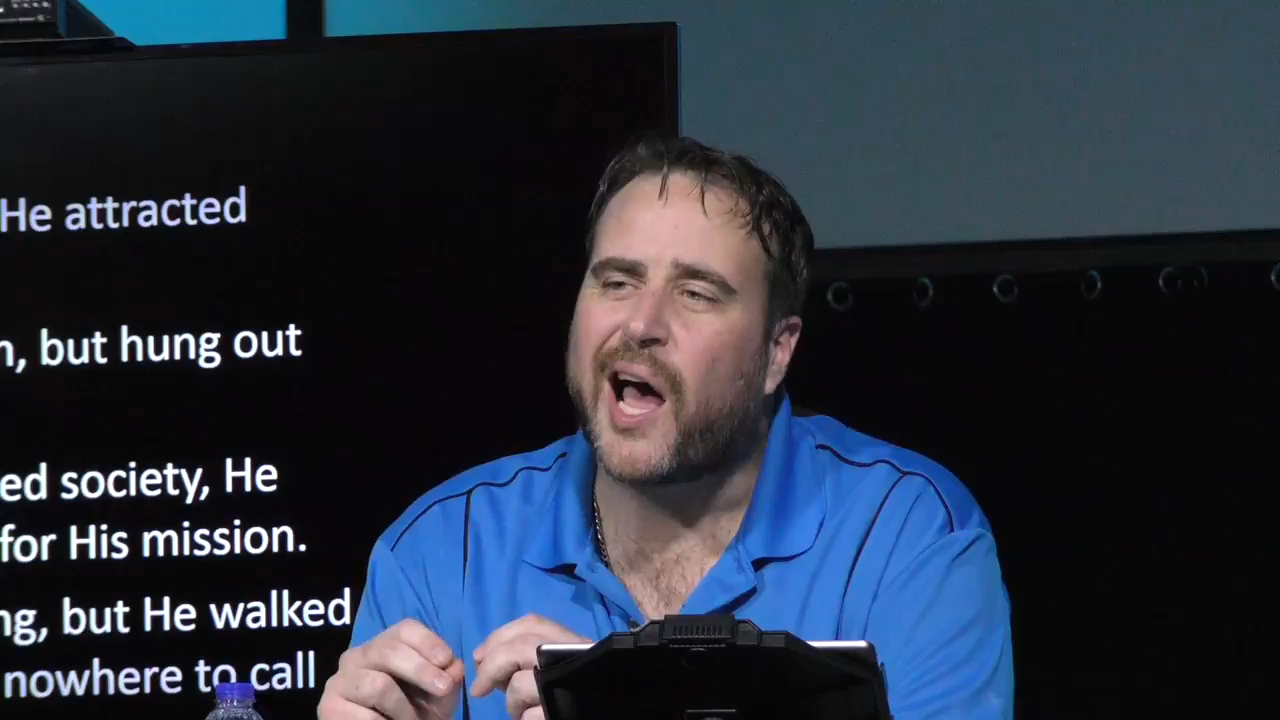 He attracted
, but hung out
ed society, He
for His mission.
ng, but He walked
nowhere to call